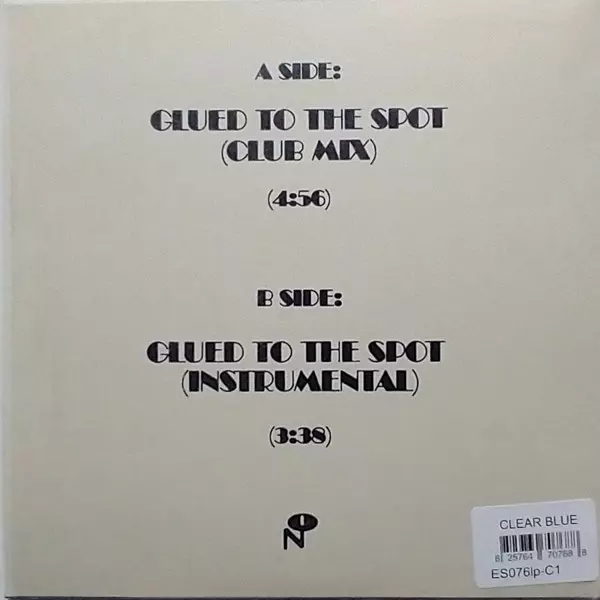 A SIDE:
GLUED TO THE SPOT
(CLUB MIX)
(4:56)
B SIDE:
GLUED TO THE SPOT
(INSTRUMENTAL)
(3:38)
NO
CLEAR BLUE
8 25764 70768 8
ES076lp-C1